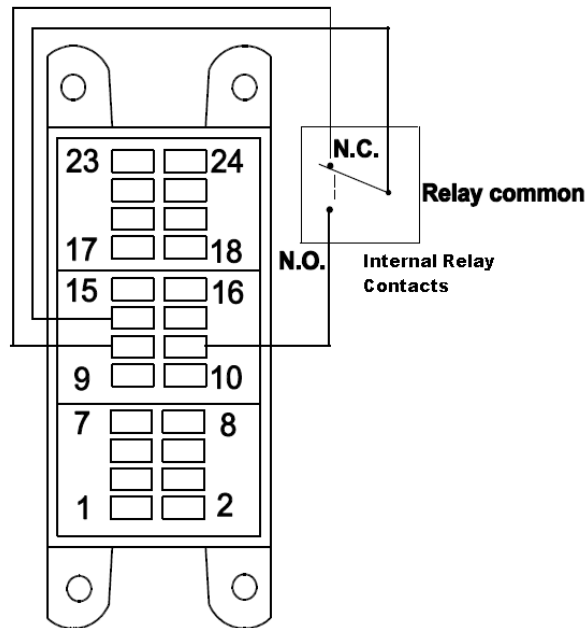 23 24
N.C.
Relay common
17 18
N.O.
Internal Relay
Contacts
15 16
9 10
7 8
1 2